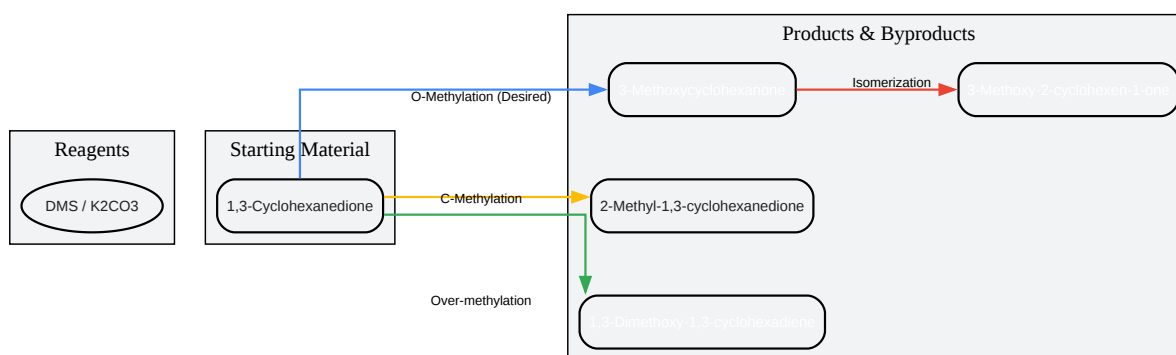 Products & Byproducts
3-Methoxycyclohexanone
Isomerization
3-Methoxy-2-cyclohexen-1-one
O-Methylation (Desired)
Reagents
DMS / K2CO3
Starting Material
1,3-Cyclohexanedione
C-Methylation
2-Methyl-1,3-cyclohexanedione
Over-methylation
1,3-Dimethoxy-1,3-cyclohexadiene